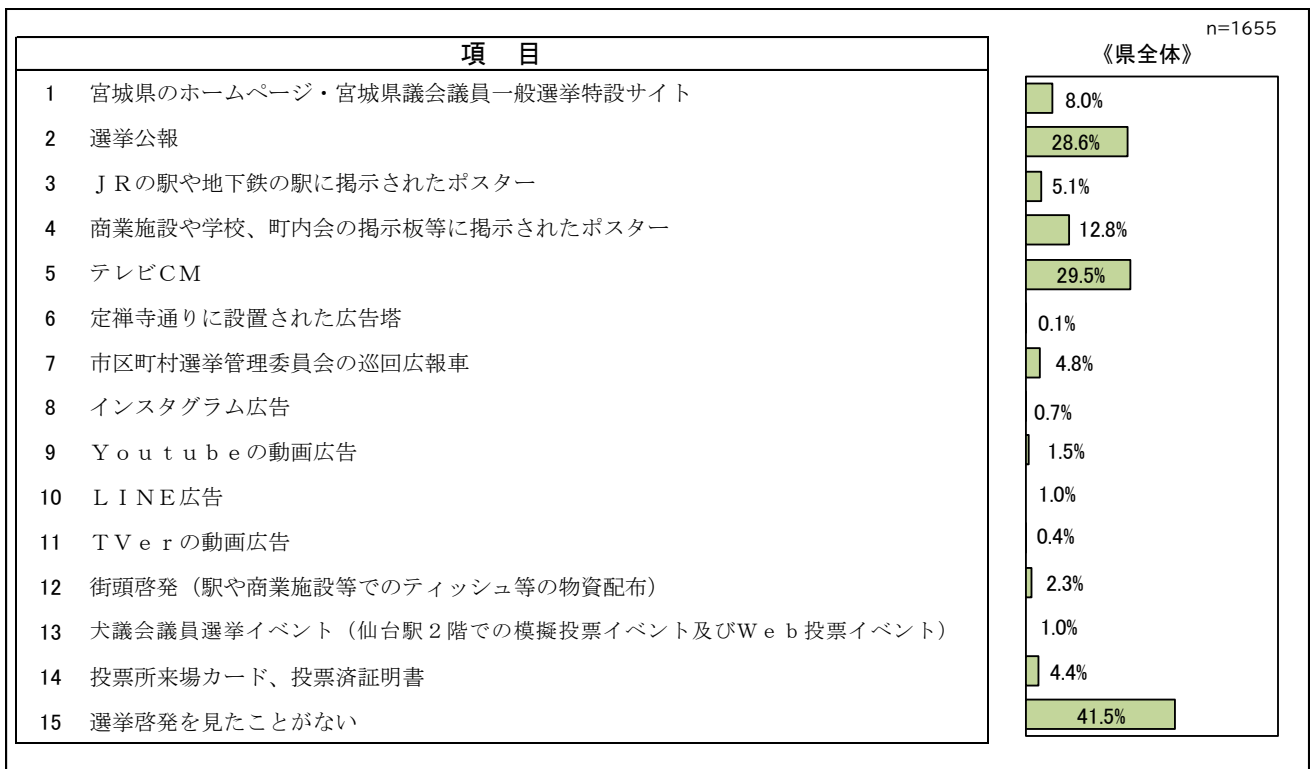 n=1655
項　目 《県全体》
1 宮城県のホームページ・宮城県議会議員一般選挙特設サイト 8.0%
2 選挙公報 28.6%
3 ＪＲの駅や地下鉄の駅に掲示されたポスター 5.1%
4 商業施設や学校、町内会の掲示板等に掲示されたポスター 12.8%
5 テレビＣＭ 29.5%
6 定禅寺通りに設置された広告塔 0.1%
7 市区町村選挙管理委員会の巡回広報車 4.8%
8 インスタグラム広告 0.7%
9 Ｙｏｕｔｕｂｅの動画広告 1.5%
10 ＬＩＮＥ広告 1.0%
11 ＴＶｅｒの動画広告 0.4%
12 街頭啓発（駅や商業施設等でのティッシュ等の物資配布） 2.3%
13 犬議会議員選挙イベント（仙台駅２階での模擬投票イベント及びＷｅｂ投票イベント） 1.0%
14 投票所来場カード、投票済証明書 4.4%
15 選挙啓発を見たことがない 41.5%